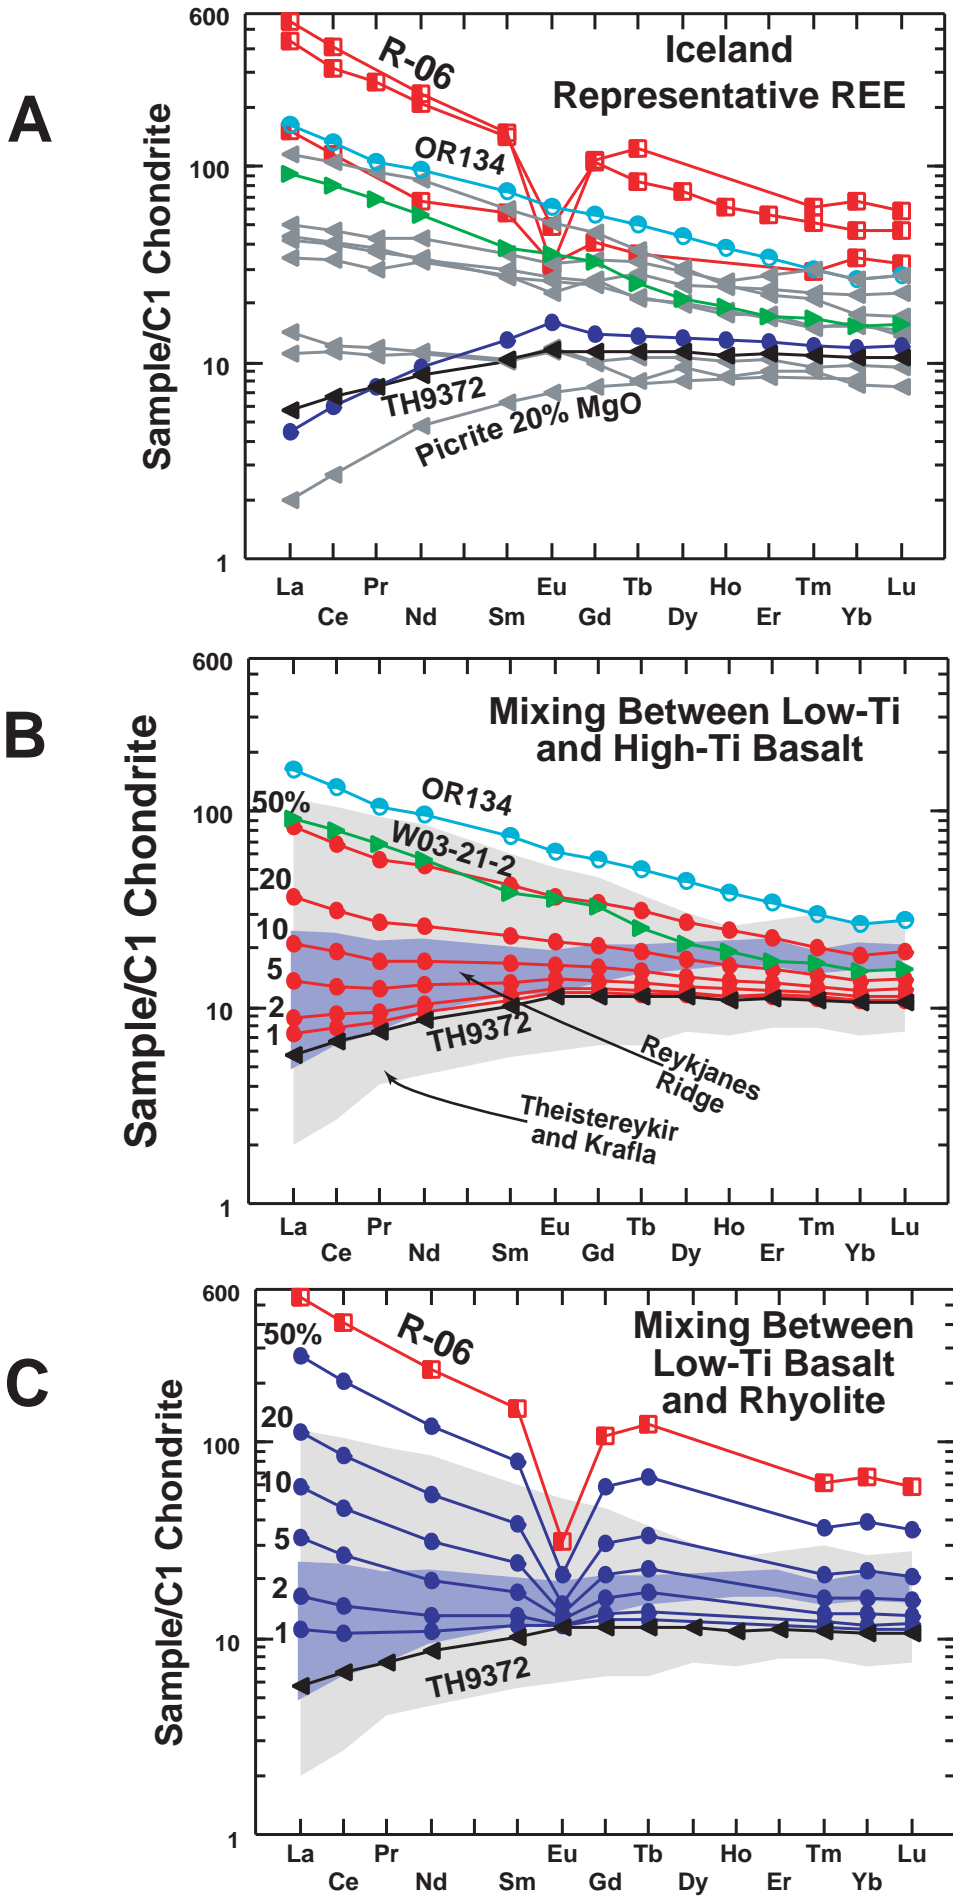 A
Sample/C1 Chondrite
600
100
10
1
Iceland
Representative REE
R-06
OR134
TH9372
Picrite 20% MgO
La
Ce
Pr
Nd
Sm
Eu
Gd
Tb
Dy
Ho
Er
Tm
Yb
Lu
B
Sample/C1 Chondrite
600
100
10
1
Mixing Between Low-Ti
and High-Ti Basalt
OR134
W03-21-2
50%
20
10
5
2
1
TH9372
Reykjanes
Ridge
Theistereykir
and Krafla
La
Ce
Pr
Nd
Sm
Eu
Gd
Tb
Dy
Ho
Er
Tm
Yb
Lu
C
Sample/C1 Chondrite
600
100
10
1
Mixing Between
Low-Ti Basalt
and Rhyolite
R-06
50%
20
10
5
2
1
TH9372
La
Ce
Pr
Nd
Sm
Eu
Gd
Tb
Dy
Ho
Er
Tm
Yb
Lu